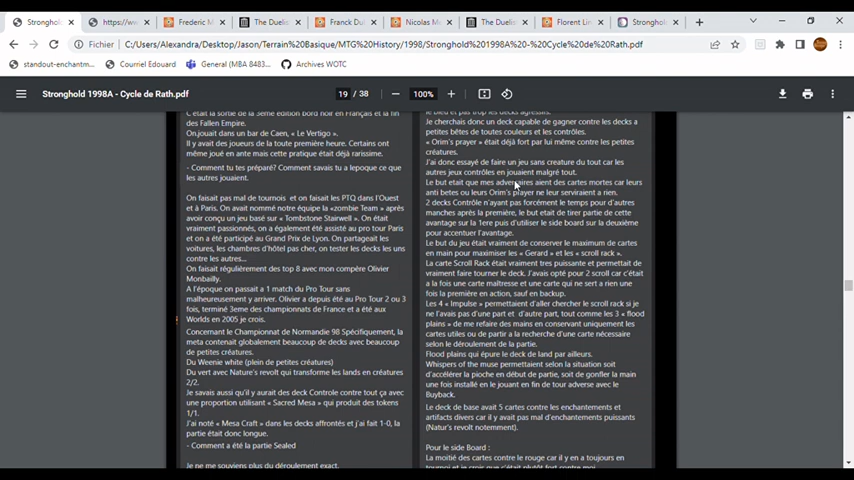 Strongho
https://ww
Frederic M
The Duelis
Franck Du
Nicolas Me
The Duelis
Florent Lie
Strongho
Fichier
C:/Users/Alexandra/Desktop/Jason/Terrain%20Basique/MTG%20History/1998/Stronghold%201998A%20-%20Cycle%20de%20Rath.pdf
standout-enchantm...
Courriel Edouard
General (MBA 8483...
Archives WOTC
Stronghold 1998A - Cycle de Rath.pdf
19 / 38
100%
C'était la sortie de la 3eme édition bord noir en Français et la fin
des Fallen Empire.
On jouait dans un bar de Caen, « Le Vertigo ».
Il y avait des joueurs de la toute première heure. Certains ont
même joué en ante mais cette pratique était déjà rarissime.
- Comment tu tes préparé? Comment savais tu a lepoque ce que
les autres jouaient.
On faisait pas mal de tournois et on faisait les PTQ dans l'Ouest
et à Paris. On avait nommé notre équipe la «zombie Team » après
avoir conçu un jeu basé sur « Tombstone Stairwell ». On était
vraiment passionnés, on a également été assisté au pro tour Paris
et on a été participé au Grand Prix de Lyon. On partageait les
voitures, les chambres d'hôtel pas cher, on tester les decks les uns
contre les autres...
On faisait régulièrement des top 8 avec mon compère Olivier
Monbailly.
A l'époque on passait a 1 match du Pro Tour sans
malheureusement y arriver. Olivier a depuis été au Pro Tour 2 ou 3
fois, terminé 3eme des championnats de France et a été aux
Worlds en 2005 je crois.
Concernant le Championnat de Normandie 98 Spécifiquement, la
meta contenait globalement beaucoup de decks avec beaucoup
de petites créatures.
Du Weenie white (plein de petites créatures)
Du vert avec Nature's revolt qui transforme les lands en créatures
2/2.
Je savais aussi qu'il y aurait des deck Controle contre tout ça avec
une proportion utilisant « Sacred Mesa » qui produit des tokens
1/1.
J'ai noté « Mesa Craft » dans les decks affrontés et j'ai fait 1-0, la
partie était donc longue.
- Comment a été la partie Sealed
Je ne me souviens plus du déroulement exact.
le bleu et pas trop les decks agressifs.
Je cherchais donc un deck capable de gagner contre les decks a
petites bêtes de toutes couleurs et les contrôles.
« Orim's prayer » était déjà fort par lui même contre les petites
créatures.
J'ai donc essayé de faire un jeu sans creature du tout car les
autres jeux contrôles en jouaient malgré tout.
Le but etait que mes adversaires aient des cartes mortes car leurs
anti betes ou leurs Orim's prayer ne leur serviraient a rien.
2 decks Contrôle n'ayant pas forcément le temps pour d'autres
manches après la première, le but etait de tirer partie de cette
avantage sur la 1ere puis d'utiliser le side board sur la deuxième
pour accentuer l'avantage.
Le but du jeu était vraiment de conserver le maximum de cartes
en main pour maximiser les « Gerard » et les « scroll rack ».
La carte Scroll Rack était vraiment tres puissante et permettait de
vraiment faire tourner le deck. J'avais opté pour 2 scroll car c'était
a la fois une carte maîtresse et une carte qui ne sert a rien une
fois la première en action, sauf en backup.
Les 4 « Impulse » permettaient d'aller chercher le scroll rack si je
ne l'avais pas d'une part et d'autre part, tout comme les 3 « flood
plains » de me refaire des mains en conservant uniquement les
cartes utiles ou de partir a la recherche d'une carte nécessaire
selon le déroulement de la partie.
Flood plains qui épure le deck de land par ailleurs.
Whispers of the muse permettaient selon la situation soit
d'accélérer la pioche en début de partie, soit de gonfler la main
une fois installé en le jouant en fin de tour adverse avec le
Buyback.
Le deck de base avait 5 cartes contre les enchantements et
artifacts divers car il y avait pas mal d'enchantements puissants
(Natur's revolt notemment).
Pour le side Board :
La moitié des cartes contre le rouge car il y en a toujours en
tournoi et je crois que c'était plutôt fort contre moi